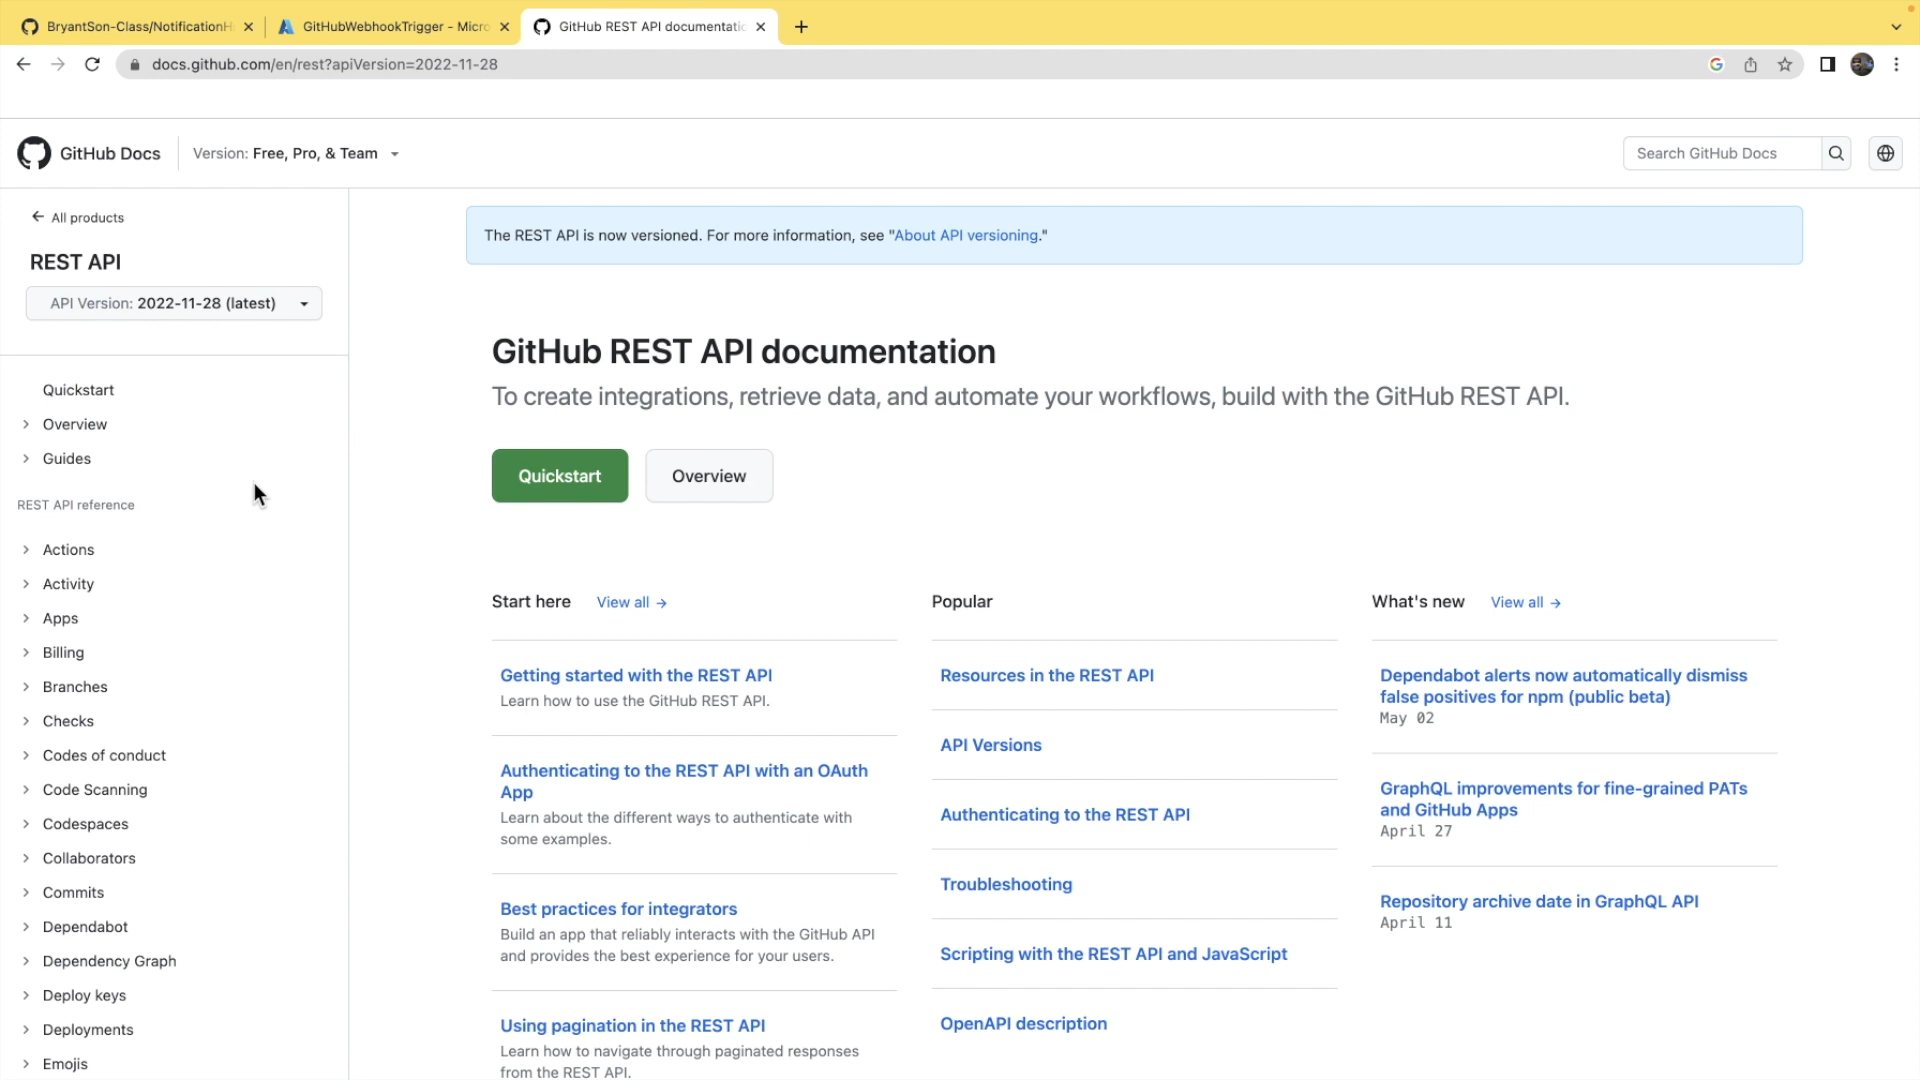 BryantSon-Class/NotificationH
GitHubWebhookTrigger - Micro
GitHub REST API documentatio
docs.github.com/en/rest?apiVersion=2022-11-28
GitHub Docs
Version: Free, Pro, & Team
Search GitHub Docs
All products
REST API
API Version: 2022-11-28 (latest)
Quickstart
Overview
Guides
REST API reference
Actions
Activity
Apps
Billing
Branches
Checks
Codes of conduct
Code Scanning
Codespaces
Collaborators
Commits
Dependabot
Dependency Graph
Deploy keys
Deployments
Emojis
The REST API is now versioned. For more information, see "About API versioning."
GitHub REST API documentation
To create integrations, retrieve data, and automate your workflows, build with the GitHub REST API.
Quickstart
Overview
Start here
View all →
Getting started with the REST API
Learn how to use the GitHub REST API.
Authenticating to the REST API with an OAuth
App
Learn about the different ways to authenticate with
some examples.
Best practices for integrators
Build an app that reliably interacts with the GitHub API
and provides the best experience for your users.
Using pagination in the REST API
Learn how to navigate through paginated responses
from the REST API.
Popular
Resources in the REST API
API Versions
Authenticating to the REST API
Troubleshooting
Scripting with the REST API and JavaScript
OpenAPI description
What's new
View all →
Dependabot alerts now automatically dismiss
false positives for npm (public beta)
May 02
GraphQL improvements for fine-grained PATs
and GitHub Apps
April 27
Repository archive date in GraphQL API
April 11